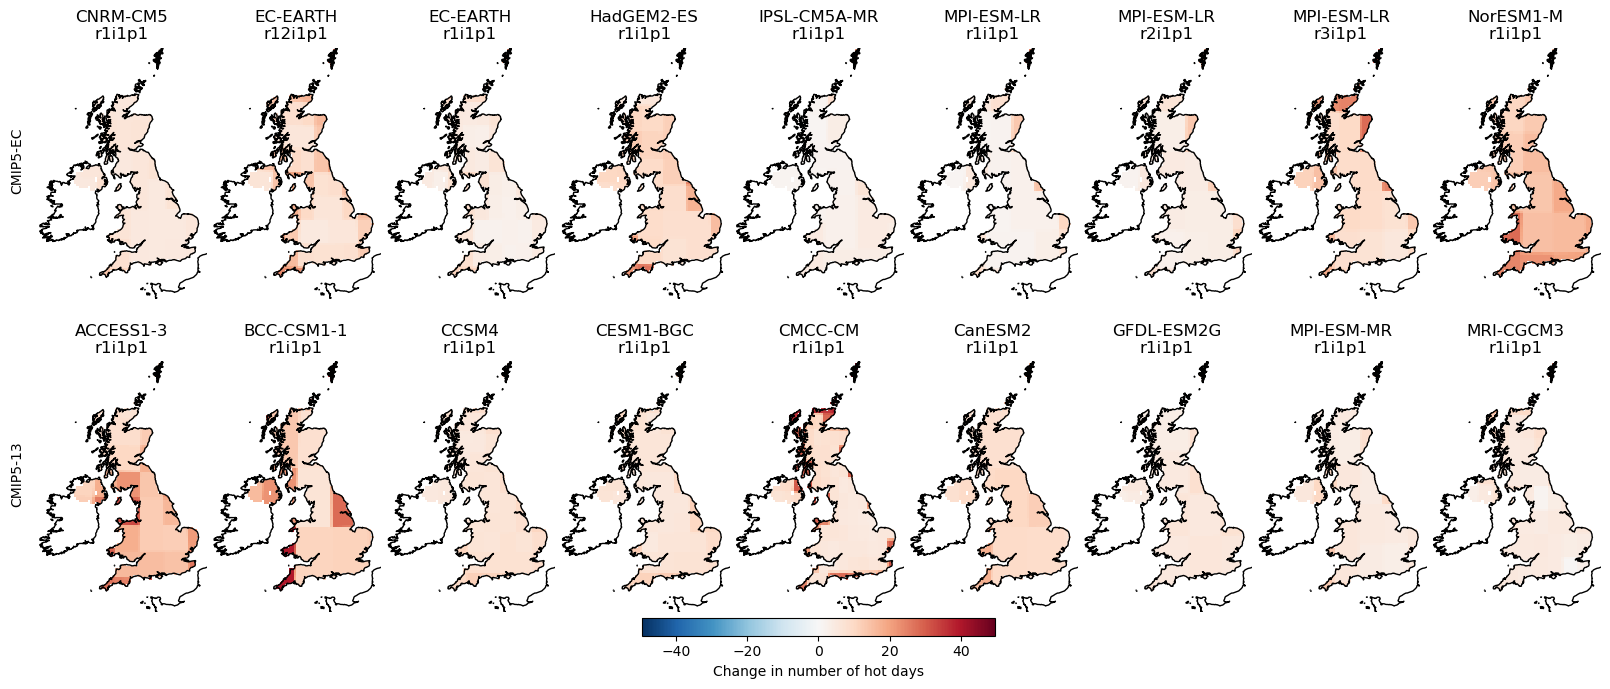 CNRM-CM5
r1i1p1
EC-EARTH
r12i1p1
EC-EARTH
r1i1p1
HadGEM2-ES
r1i1p1
IPSL-CM5A-MR
r1i1p1
MPI-ESM-LR
r1i1p1
MPI-ESM-LR
r2i1p1
MPI-ESM-LR
r3i1p1
NorESM1-M
r1i1p1
CMIP5-EC
ACCESS1-3
r1i1p1
BCC-CSM1-1
r1i1p1
CCSM4
r1i1p1
CESM1-BGC
r1i1p1
CMCC-CM
r1i1p1
CanESM2
r1i1p1
GFDL-ESM2G
r1i1p1
MPI-ESM-MR
r1i1p1
MRI-CGCM3
r1i1p1
CMIP5-13
−40 −20 0 20 40
Change in number of hot days